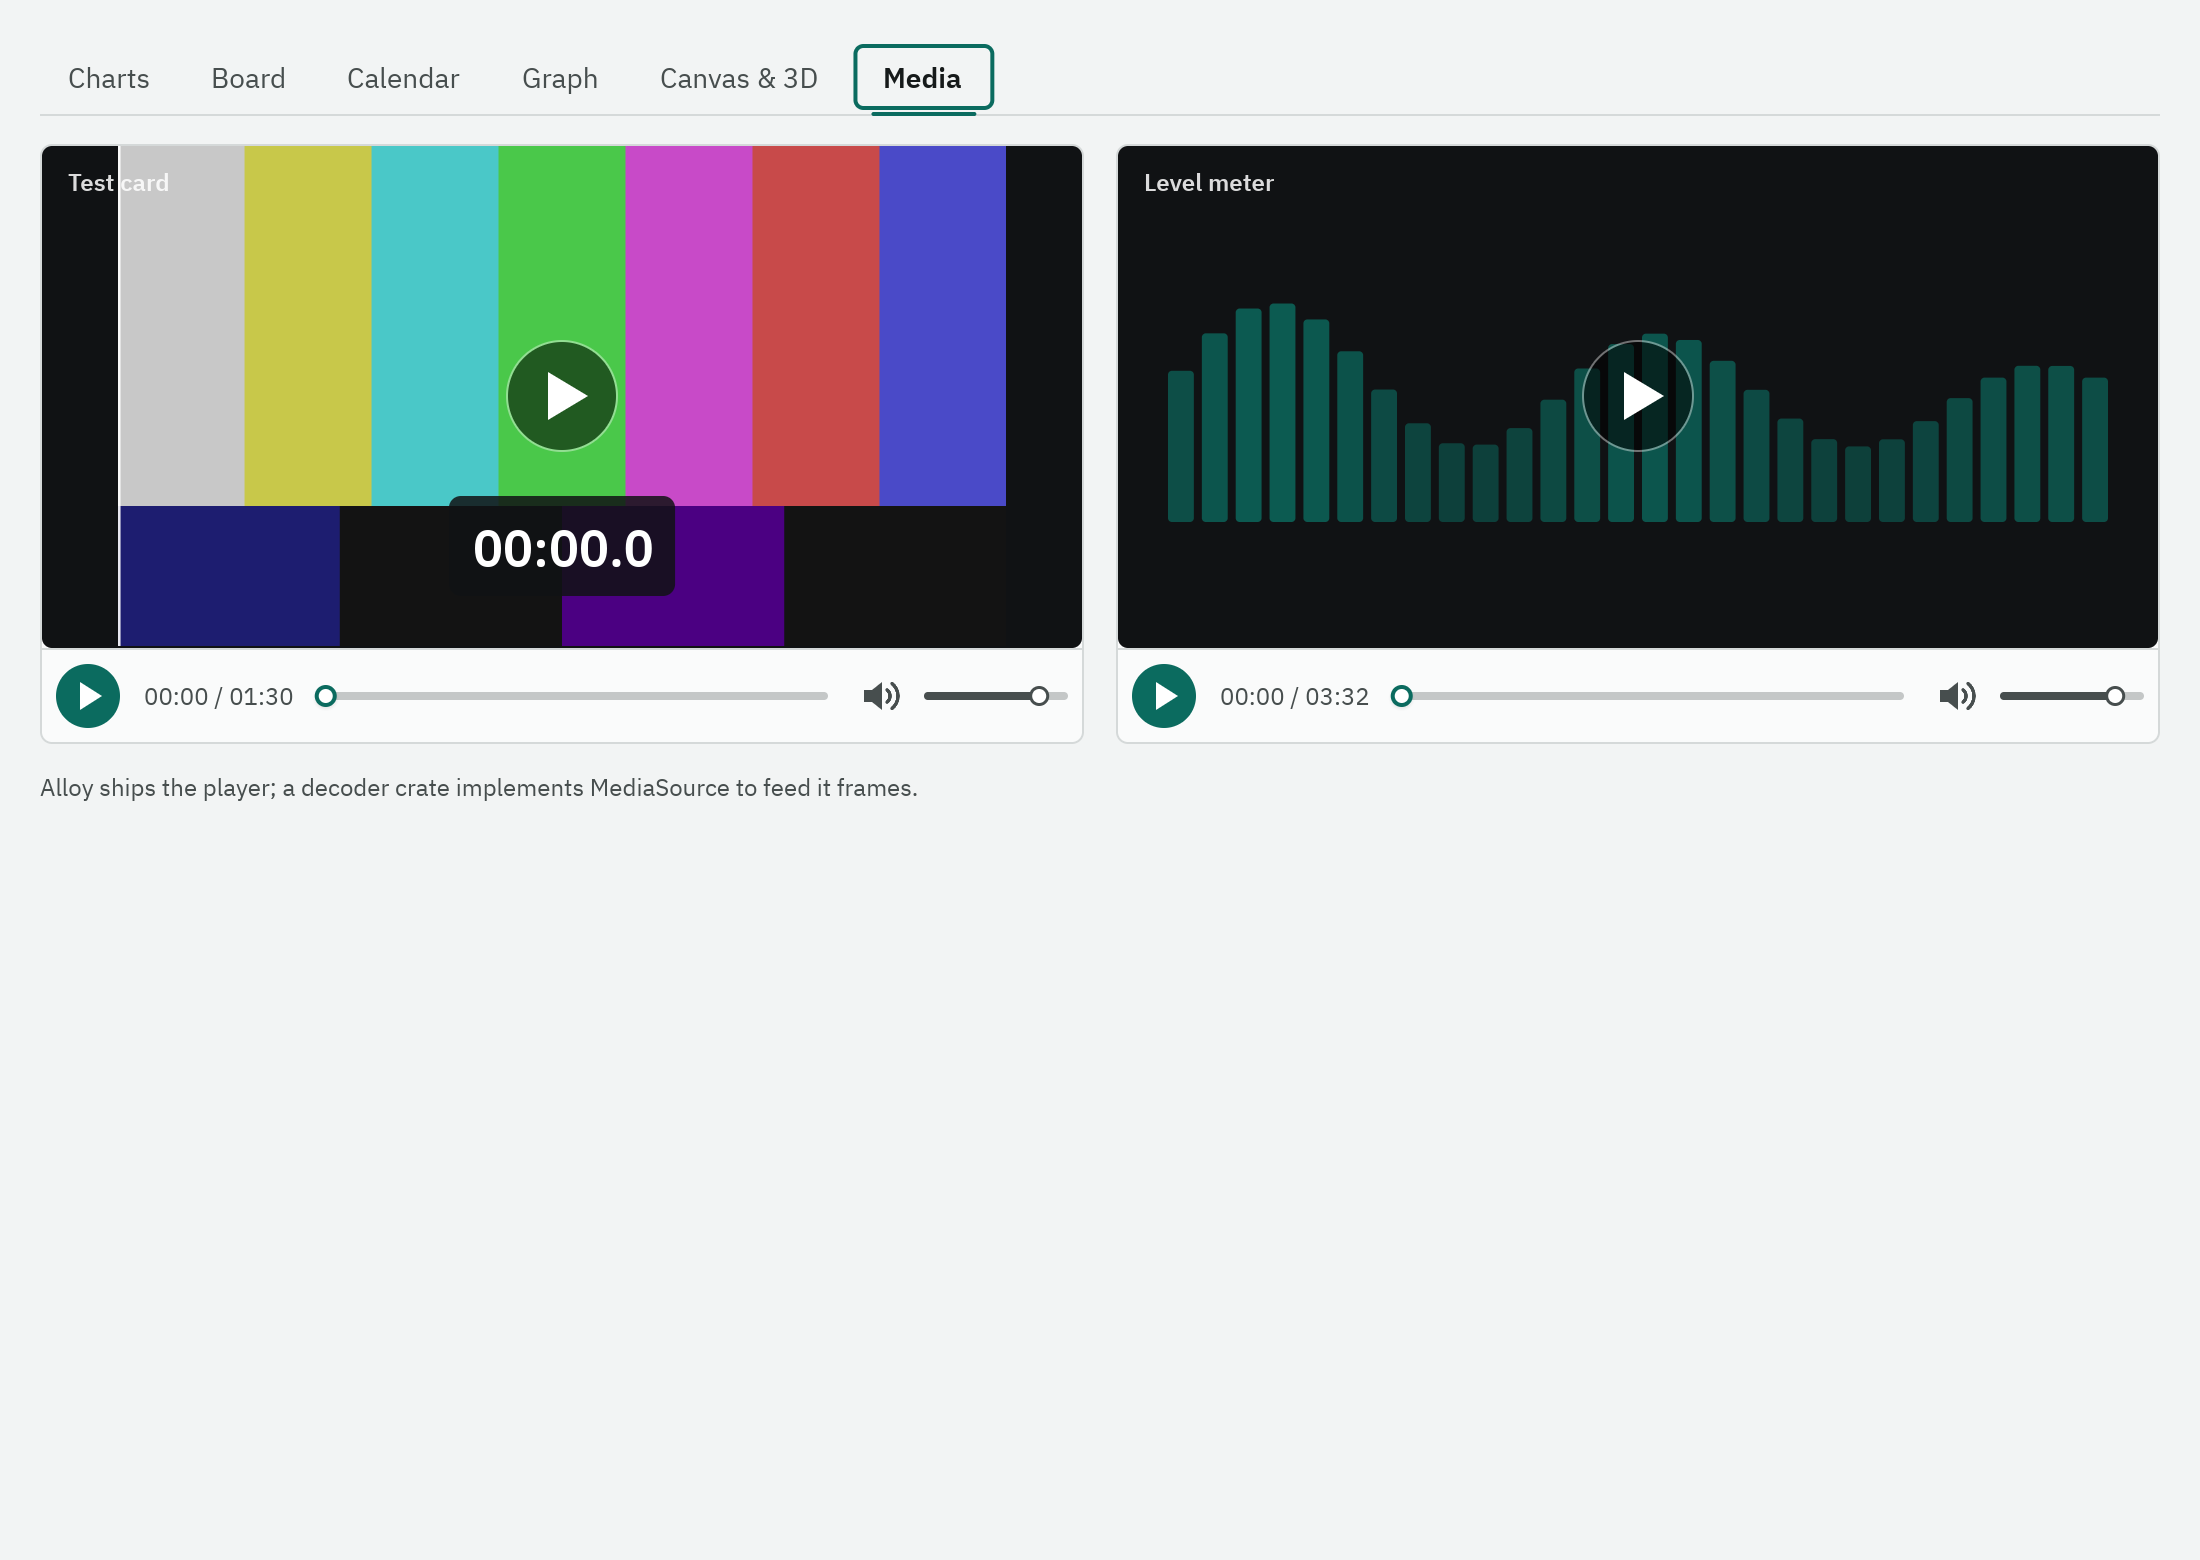 Charts Board Calendar Graph Canvas & 3D Media
Test card
00:00.0
00:00 / 01:30
Level meter
00:00 / 03:32
Alloy ships the player; a decoder crate implements MediaSource to feed it frames.